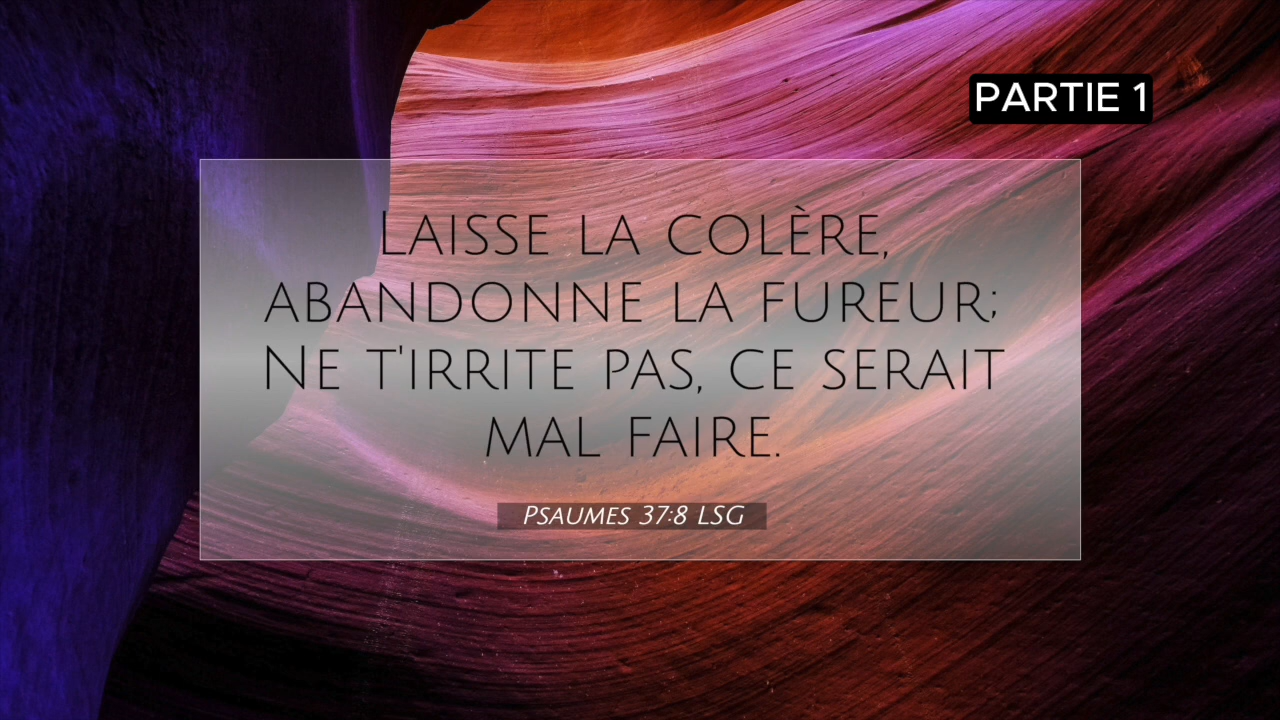 PARTIE 1
Laisse la colère,
abandonne la fureur;
Ne t'irrite pas, ce serait
mal faire.
Psaumes 37:8 LSG